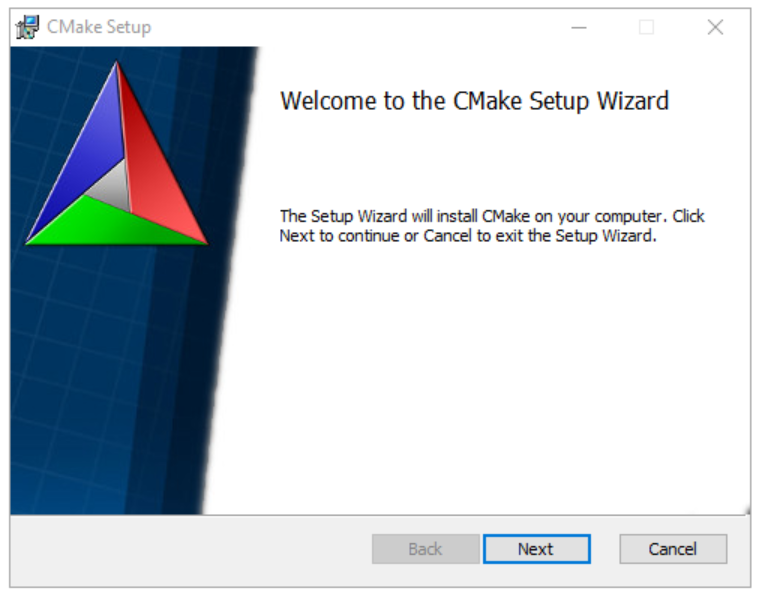 CMake Setup
Welcome to the CMake Setup Wizard
The Setup Wizard will install CMake on your computer. Click
Next to continue or Cancel to exit the Setup Wizard.
Back
Next
Cancel